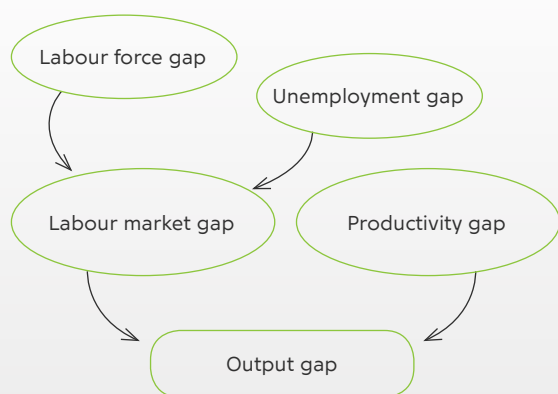 Labour force gap
Unemployment gap
Labour market gap
Productivity gap
Output gap